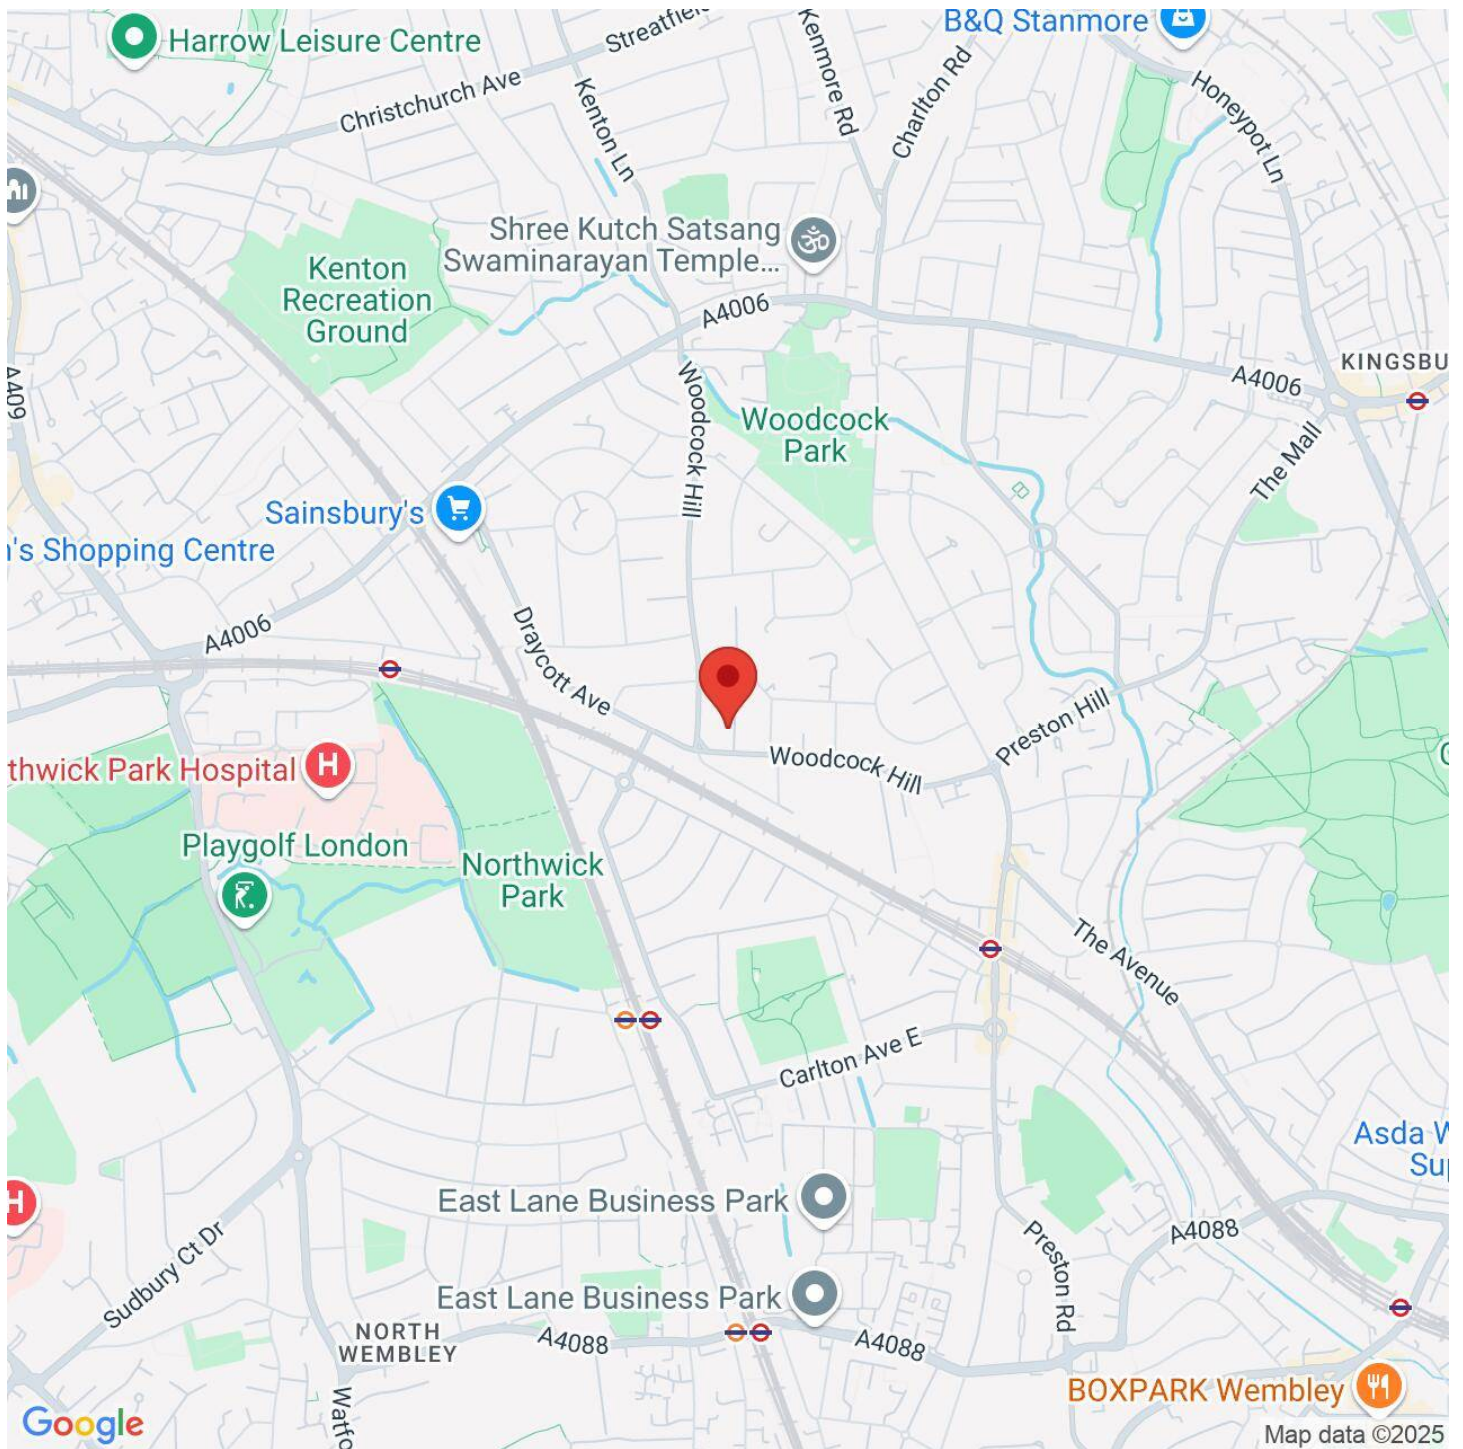 B&Q Stanmore
Harrow Leisure Centre
Christchurch Ave
Kenton Ln
Kenmore Rd
Charlton Rd
Honeypot Ln
Shree Kutch Satsang
Swaminarayan Temple...
Kenton
Recreation
Ground
A4006
KINGSBU
A4006
A409
Woodcock Hill
Woodcock
Park
The Mall
Sainsbury's
's Shopping Centre
A4006
Draycott Ave
Preston Hill
Woodcock Hill
thwick Park Hospital
H
Playgolf London
Northwick
Park
The Avenue
Carlton Ave E
Asda W
Su
H
East Lane Business Park
A4088
Preston Rd
Sudbury Ct Dr
East Lane Business Park
NORTH
WEMBLEY
A4088
A4088
BOXPARK Wembley
Watfo
Google
Map data ©2025